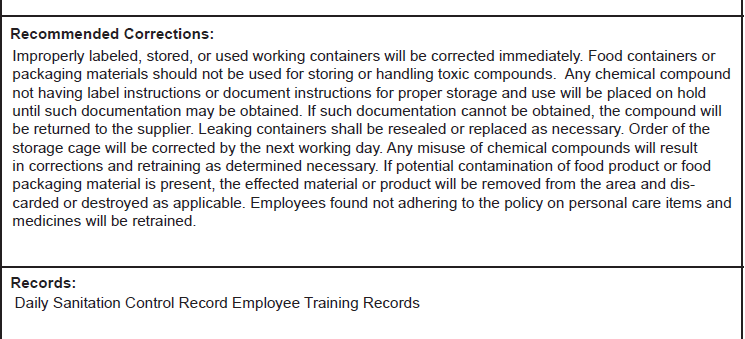 Recommended Corrections:
Improperly labeled, stored, or used working containers will be corrected immediately. Food containers or
packaging materials should not be used for storing or handling toxic compounds.  Any chemical compound
not having label instructions or document instructions for proper storage and use will be placed on hold
until such documentation may be obtained. If such documentation cannot be obtained, the compound will
be returned to the supplier. Leaking containers shall be resealed or replaced as necessary. Order of the
storage cage will be corrected by the next working day. Any misuse of chemical compounds will result
in corrections and retraining as determined necessary. If potential contamination of food product or food
packaging material is present, the effected material or product will be removed from the area and dis-
carded or destroyed as applicable. Employees found not adhering to the policy on personal care items and
medicines will be retrained.
Records:
Daily Sanitation Control Record Employee Training Records